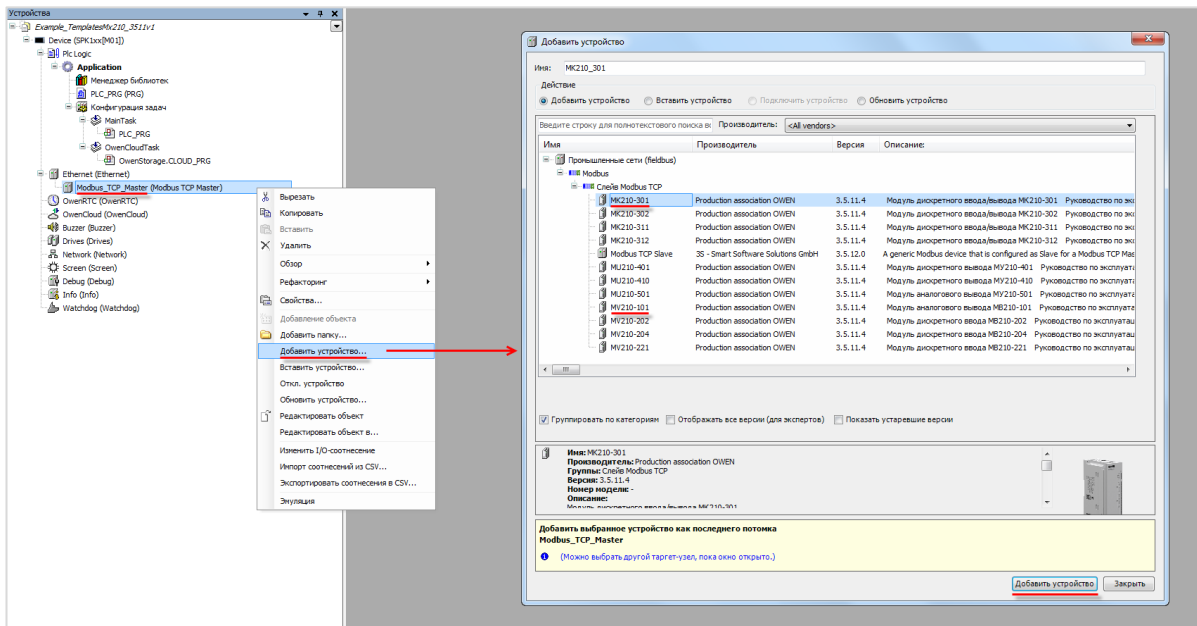 Устройства
Example_TemplatesMx210_3511v1
Device (SPK1xx[M01])
Plc Logic
Application
Менеджер библиотек
PLC_PRG (PRG)
Конфигурация задач
MainTask
PLC_PRG
OwenCloudTask
OwenStorage.CLOUD_PRG
Ethernet (Ethernet)
Modbus_TCP_Master (Modbus TCP Master)
OwenRTC (OwenRTC)
OwenCloud (OwenCloud)
Buzzer (Buzzer)
Drives (Drives)
Network (Network)
Screen (Screen)
Debug (Debug)
Info (Info)
Watchdog (Watchdog)
Вырезать
Копировать
Вставить
Удалить
Обзор
Рефакторинг
Свойства...
Добавление объекта
Добавить папку...
Добавить устройство...
Вставить устройство...
Откл. устройство
Обновить устройство...
Редактировать объект
Редактировать объект в...
Изменить I/O-соотнесение
Импорт соотнесений из CSV...
Экспортировать соотнесения в CSV...
Эмуляция
Добавить устройство
Имя: MK210_301
Действие
Добавить устройство Вставить устройство Подключить устройство Обновить устройство
Введите строку для полнотекстового поиска вс Производитель: <All vendors>
Имя Производитель Версия Описание:
Промышленные сети (fieldbus)
Modbus
Слейв Modbus TCP
MK210-301 Production association OWEN 3.5.11.4 Модуль дискретного ввода/вывода МК210-301 Руководство по экс
MK210-302 Production association OWEN 3.5.11.4 Модуль дискретного ввода/вывода МК210-302 Руководство по экс
MK210-311 Production association OWEN 3.5.11.4 Модуль дискретного ввода/вывода МК210-311 Руководство по экс
MK210-312 Production association OWEN 3.5.11.4 Модуль дискретного ввода/вывода МК210-312 Руководство по экс
Modbus TCP Slave 3S - Smart Software Solutions GmbH 3.5.12.0 A generic Modbus device that is configured as Slave for a Modbus TCP Mas
MU210-401 Production association OWEN 3.5.11.4 Модуль дискретного вывода МУ210-401 Руководство по эксплуата
MU210-410 Production association OWEN 3.5.11.4 Модуль дискретного вывода МУ210-410 Руководство по эксплуата
MU210-501 Production association OWEN 3.5.11.4 Модуль аналогового вывода МУ210-501 Руководство по эксплуата
MV210-101 Production association OWEN 3.5.11.4 Модуль аналогового вывода МВ210-101 Руководство по эксплуата
MV210-202 Production association OWEN 3.5.11.4 Модуль дискретного ввода МВ210-202 Руководство по эксплуатац
MV210-204 Production association OWEN 3.5.11.4 Модуль дискретного ввода МВ210-204 Руководство по эксплуатац
MV210-221 Production association OWEN 3.5.11.4 Модуль дискретного ввода МВ210-221 Руководство по эксплуатац
Группировать по категориям Отображать все версии (для экспертов) Показать устаревшие версии
Имя: MK210-301
Производитель: Production association OWEN
Группы: Слейв Modbus TCP
Версия: 3.5.11.4
Номер модели: -
Описание:
Модуль дискретного ввода/вывода МК210-301
Добавить выбранное устройство как последнего потомка
Modbus_TCP_Master
(Можно выбрать другой таргет-узел, пока окно открыто.)
Добавить устройство Закрыть